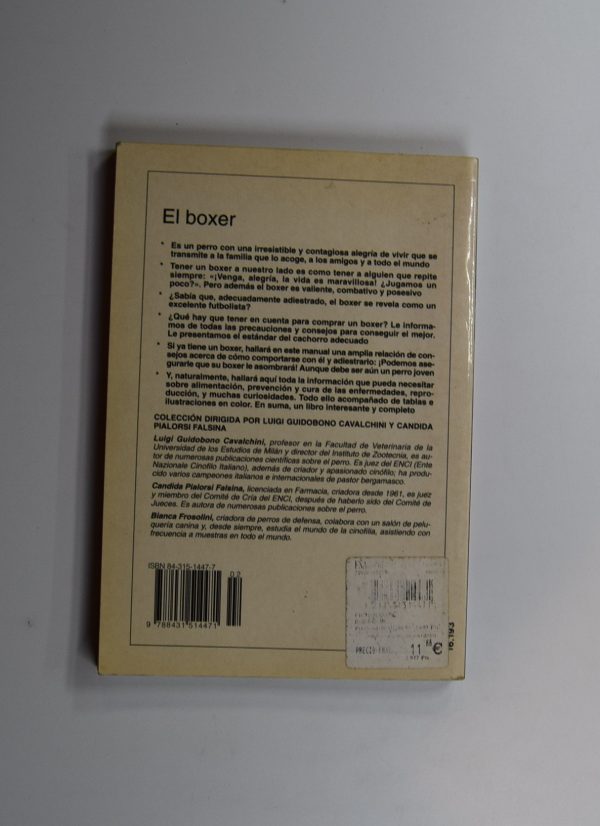 El boxer
* Es un perro con una irresistible y contagiosa alegría de vivir que se
transmite a la familia que lo acoge, a los amigos y a todo el mundo
* Tener un boxer a nuestro lado es como tener a alguien que repite
siempre: «¡Venga, alegría, la vida es maravillosa! ¿Jugamos un
poco?». Pero además el boxer es valiente, combativo y posesivo
* ¿Sabía que, adecuadamente adiestrado, el boxer se revela como un
excelente futbolista?
* ¿Qué hay que tener en cuenta para comprar un boxer? Le informa-
mos de todas las precauciones y consejos para conseguir el mejor.
Le presentamos el estándar del cachorro adecuado
* Si ya tiene un boxer, hallará en este manual una amplia relación de con-
sejos acerca de cómo comportarse con él y adiestrarlo: ¡Podemos ase-
gurarle que su boxer le asombrará! Aunque debe ser aún un perro joven
* Y, naturalmente, hallará aquí toda la información que pueda necesitar
sobre alimentación, prevención y cura de las enfermedades, repro-
ducción, y muchas curiosidades. Todo ello acompañado de tablas e
ilustraciones en color. En suma, un libro interesante y completo
COLECCIÓN DIRIGIDA POR LUIGI GUIDOBONO CAVALCHINI Y CANDIDA
PIALORSI FALSINA
Luigi Guidobono Cavalchini, profesor en la Facultad de Veterinaria de la
Universidad de los Estudios de Milán y director del Instituto de Zootecnia, es au-
tor de numerosas publicaciones científicas sobre el perro. Es juez del ENCI (Ente
Nazionale Cinofilo Italiano), además de criador y apasionado cinófilo; ha produ-
cido varios campeones italianos e internacionales de pastor bergamasco.
Candida Pialorsi Falsina, licenciada en Farmacia, criadora desde 1961, es juez
y miembro del Comité de Cría del ENCI, después de haberlo sido del Comité de
Jueces. Es autora de numerosas publicaciones sobre el perro.
Bianca Frosolini, criadora de perros de defensa, colabora con un salón de pelu-
quería canina y, desde siempre, estudia el mundo de la cinofilia, asistiendo con
frecuencia a muestras en todo el mundo.
ISBN 84-315-1447-7
02
9 788431 514471
PRECIO
11 €
16.193